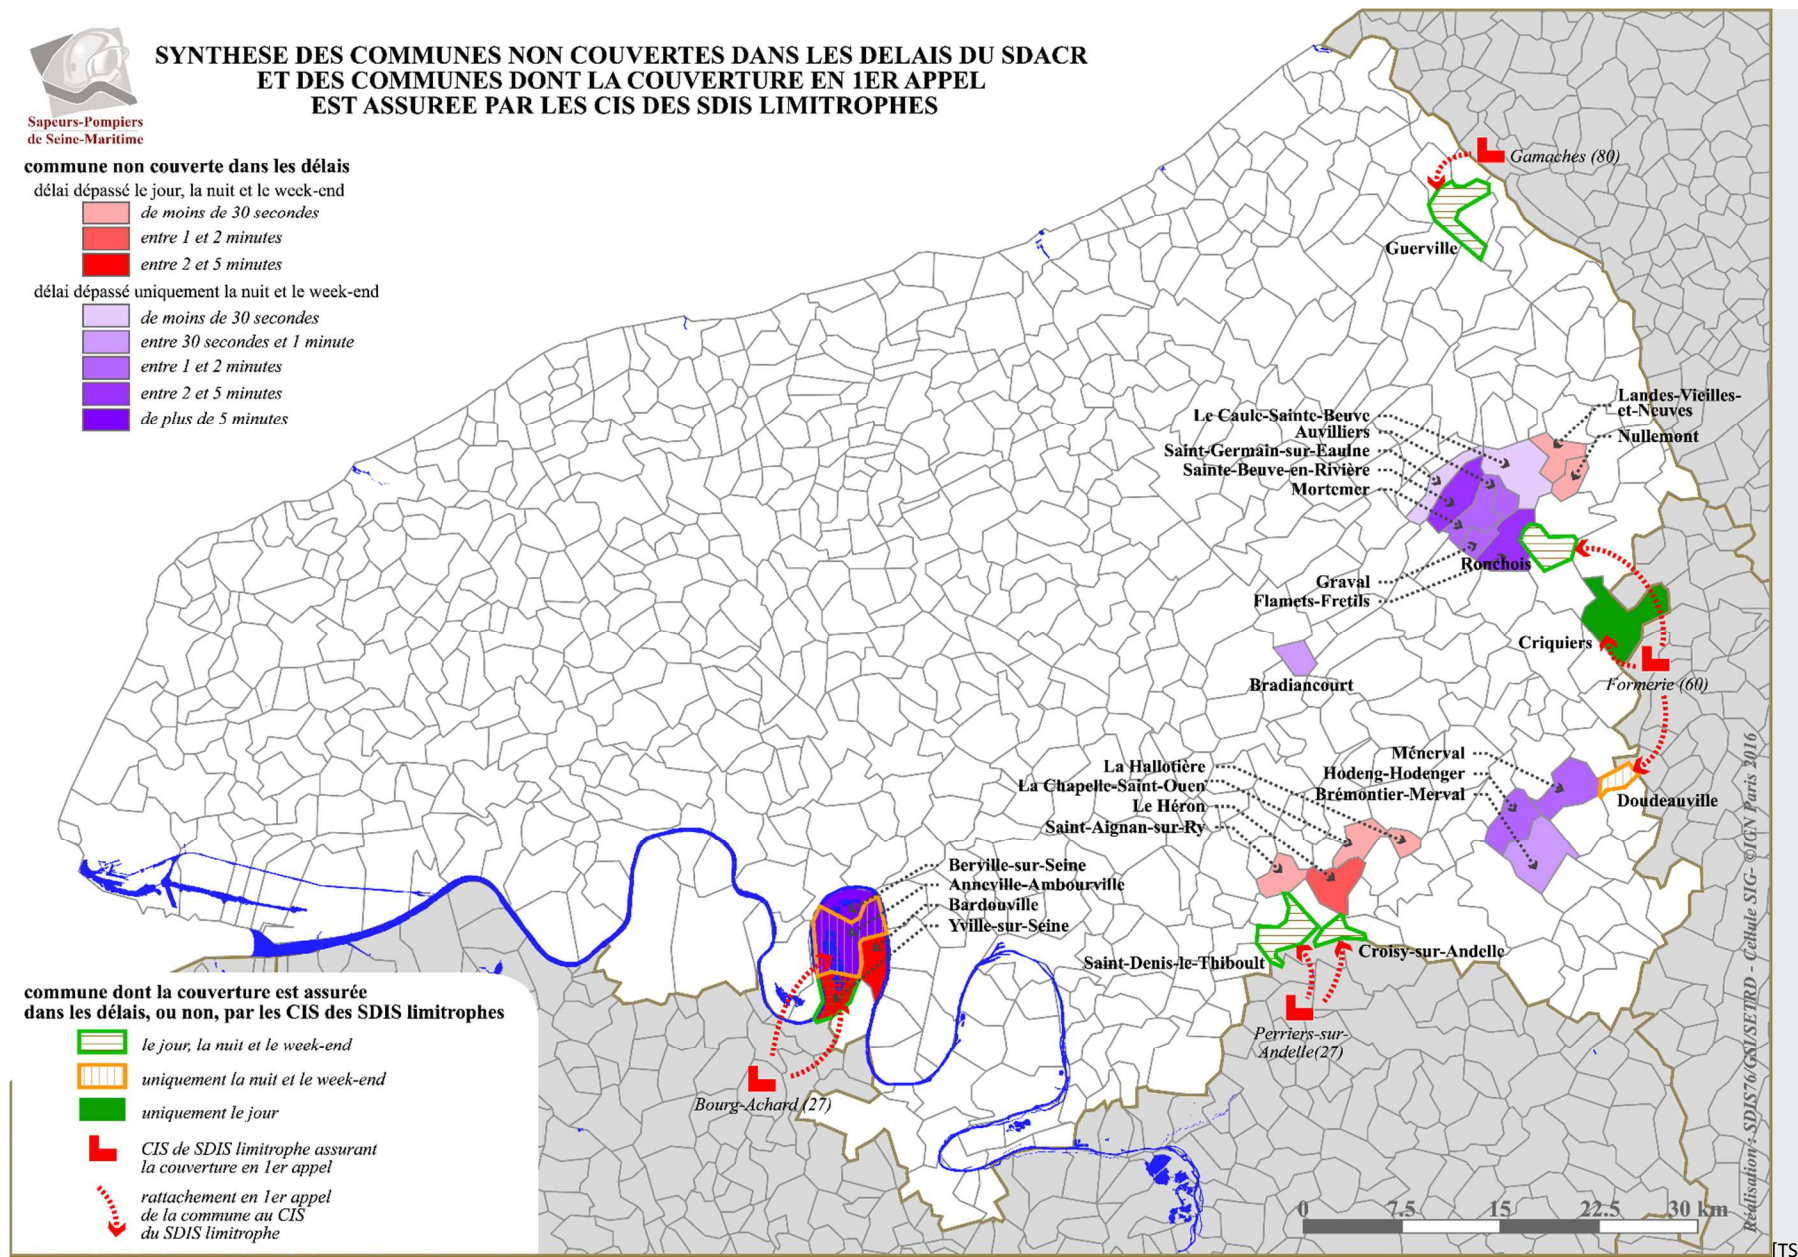 SYNTHESE DES COMMUNES NON COUVERTES DANS LES DELAIS DU SDACR
ET DES COMMUNES DONT LA COUVERTURE EN 1ER APPEL
EST ASSUREE PAR LES CIS DES SDIS LIMITROPHES
Sapeurs-Pompiers
de Seine-Maritime
commune non couverte dans les délais
délai dépassé le jour, la nuit et le week-end
de moins de 30 secondes
entre 1 et 2 minutes
entre 2 et 5 minutes
délai dépassé uniquement la nuit et le week-end
de moins de 30 secondes
entre 30 secondes et 1 minute
entre 1 et 2 minutes
entre 2 et 5 minutes
de plus de 5 minutes
Gamaches (80)
Guerville
Landes-Vieilles-
et-Neuves
Nullemont
Le Caule-Sainte-Beuve
Auvilliers
Saint-Germain-sur-Eaulne
Sainte-Beuve-en-Rivière
Mortemer
Ronchois
Graval
Flamets-Fretils
Criquiers
Formerie (60)
Bradiancourt
Ménerval
Hodeng-Hodenger
Brémontier-Merval
Doudeauville
La Hallotière
La Chapelle-Saint-Ouen
Le Héron
Saint-Aignan-sur-Ry
Berville-sur-Seine
Anneville-Ambourville
Bardouville
Yville-sur-Seine
Saint-Denis-le-Thiboult
Croisy-sur-Andelle
Perriers-sur-
Andelle(27)
Bourg-Achard (27)
commune dont la couverture est assurée
dans les délais, ou non, par les CIS des SDIS limitrophes
le jour, la nuit et le week-end
uniquement la nuit et le week-end
uniquement le jour
CIS de SDIS limitrophe assurant
la couverture en 1er appel
rattachement en 1er appel
de la commune au CIS
du SDIS limitrophe
0 7.5 15 22.5 30 km
Réalisation : SDIS76/GSI/SETRD - Cellule SIG- ©IGN Paris 2016
[TS